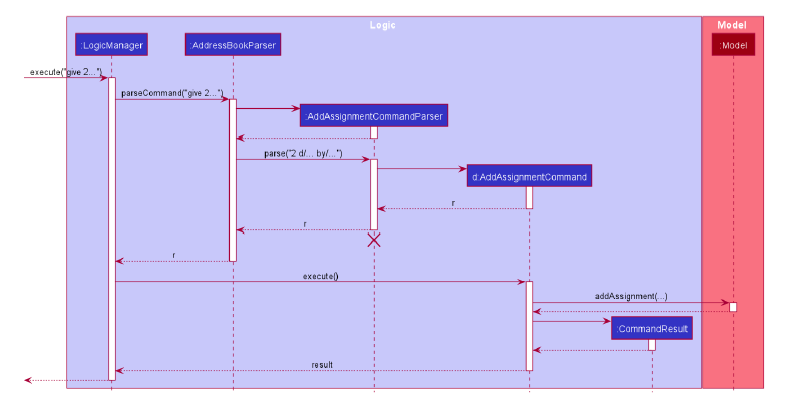 Logic
Model
:LogicManager
:AddressBookParser
:Model
execute("give 2...")
parseCommand("give 2...")
:AddAssignmentCommandParser
parse("2 d/... by/...")
d:AddAssignmentCommand
r
r
r
execute()
addAssignment(...)
:CommandResult
result